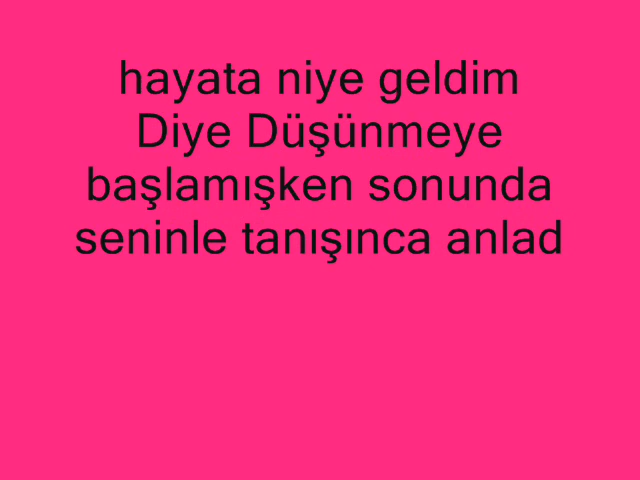 hayata niye geldim
Diye Düşünmeye
başlamışken sonunda
seninle tanışınca anlad